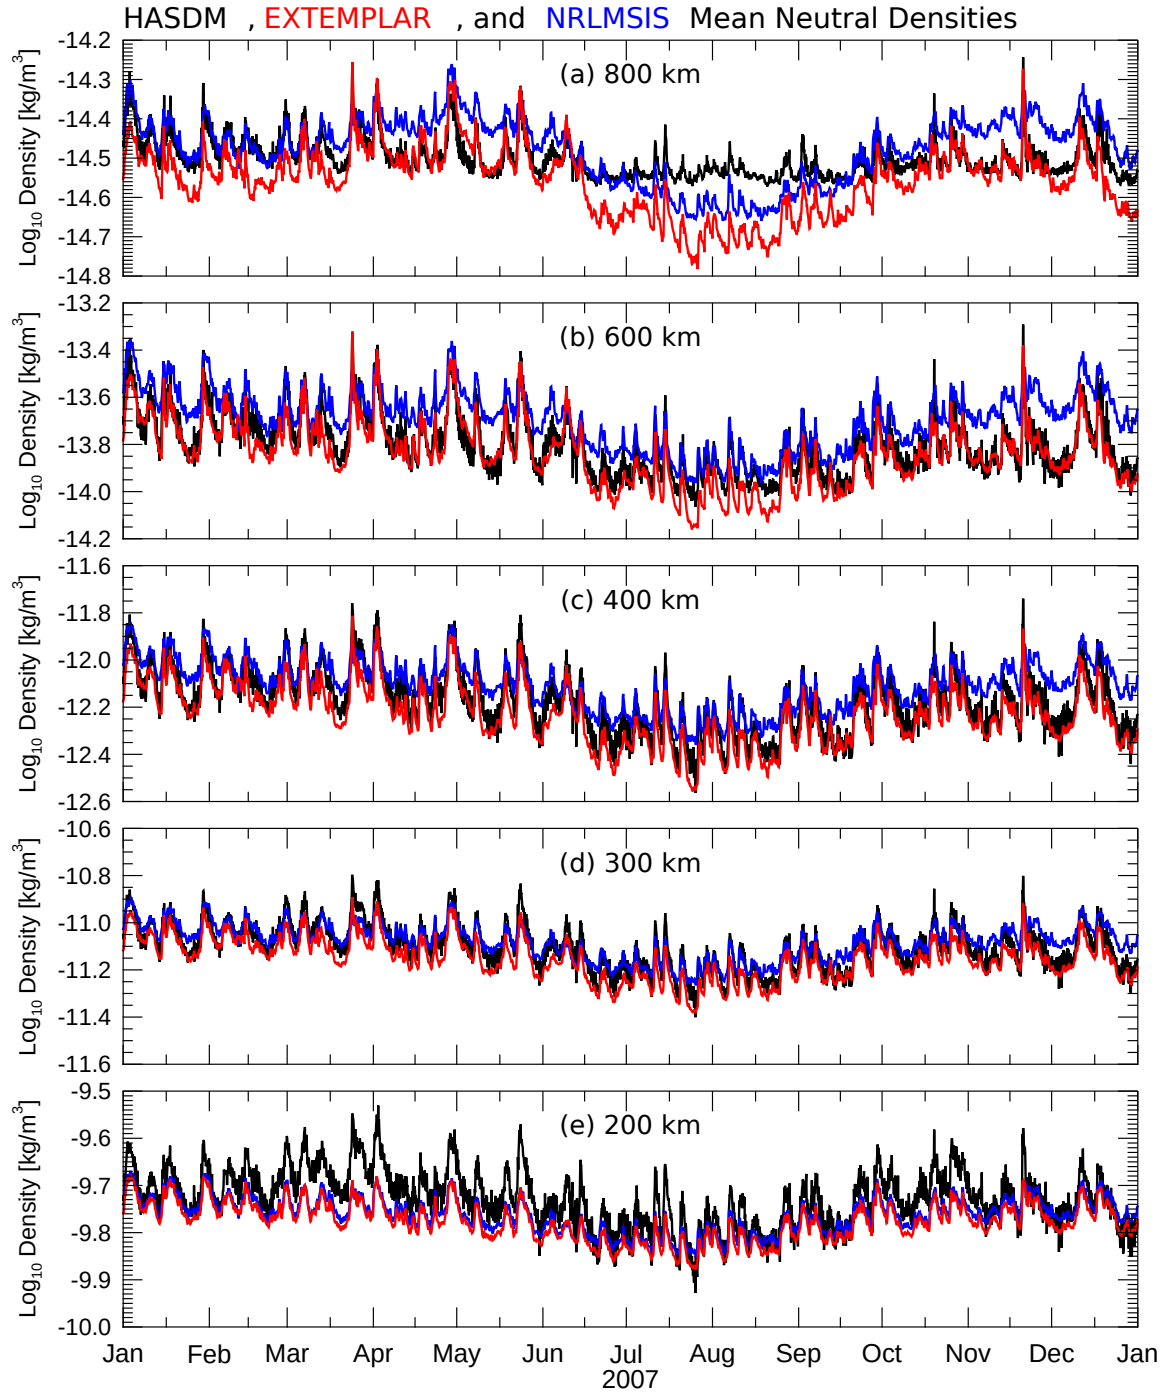 HASDM , EXTEMPLAR , and NRLMSIS Mean Neutral Densities
(a) 800 km
Log₁₀ Density [kg/m³]
-14.2
-14.3
-14.4
-14.5
-14.6
-14.7
-14.8
(b) 600 km
Log₁₀ Density [kg/m³]
-13.2
-13.4
-13.6
-13.8
-14.0
-14.2
(c) 400 km
Log₁₀ Density [kg/m³]
-11.6
-11.8
-12.0
-12.2
-12.4
-12.6
(d) 300 km
Log₁₀ Density [kg/m³]
-10.6
-10.8
-11.0
-11.2
-11.4
-11.6
(e) 200 km
Log₁₀ Density [kg/m³]
-9.5
-9.6
-9.7
-9.8
-9.9
-10.0
Jan Feb Mar Apr May Jun Jul Aug Sep Oct Nov Dec Jan
2007